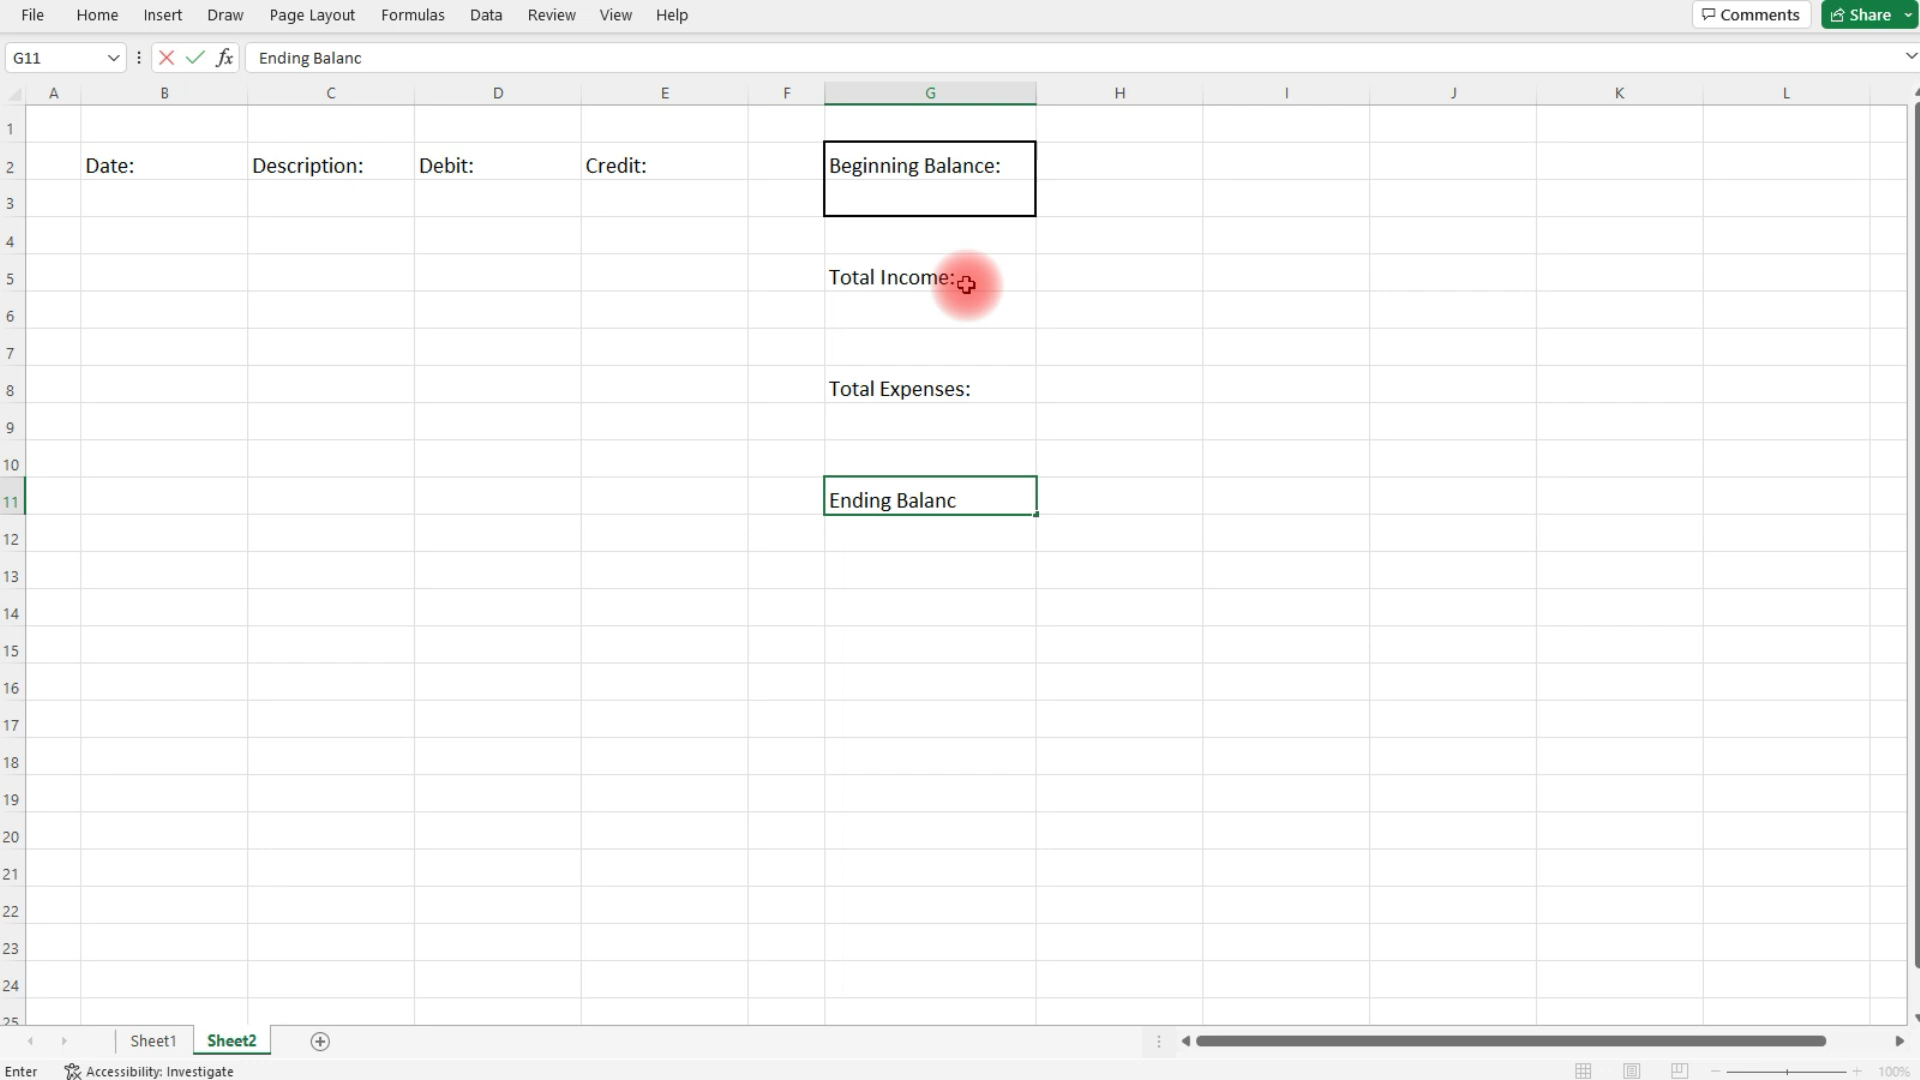 File Home Insert Draw Page Layout Formulas Data Review View Help Comments Share
G11 fx Ending Balanc
A B C D E F G H I J K L
1
2 Date: Description: Debit: Credit: Beginning Balance:
3
4
5 Total Income:
6
7
8 Total Expenses:
9
10
11 Ending Balanc
12
13
14
15
16
17
18
19
20
21
22
23
24
25
Sheet1 Sheet2
Enter Accessibility: Investigate 100%